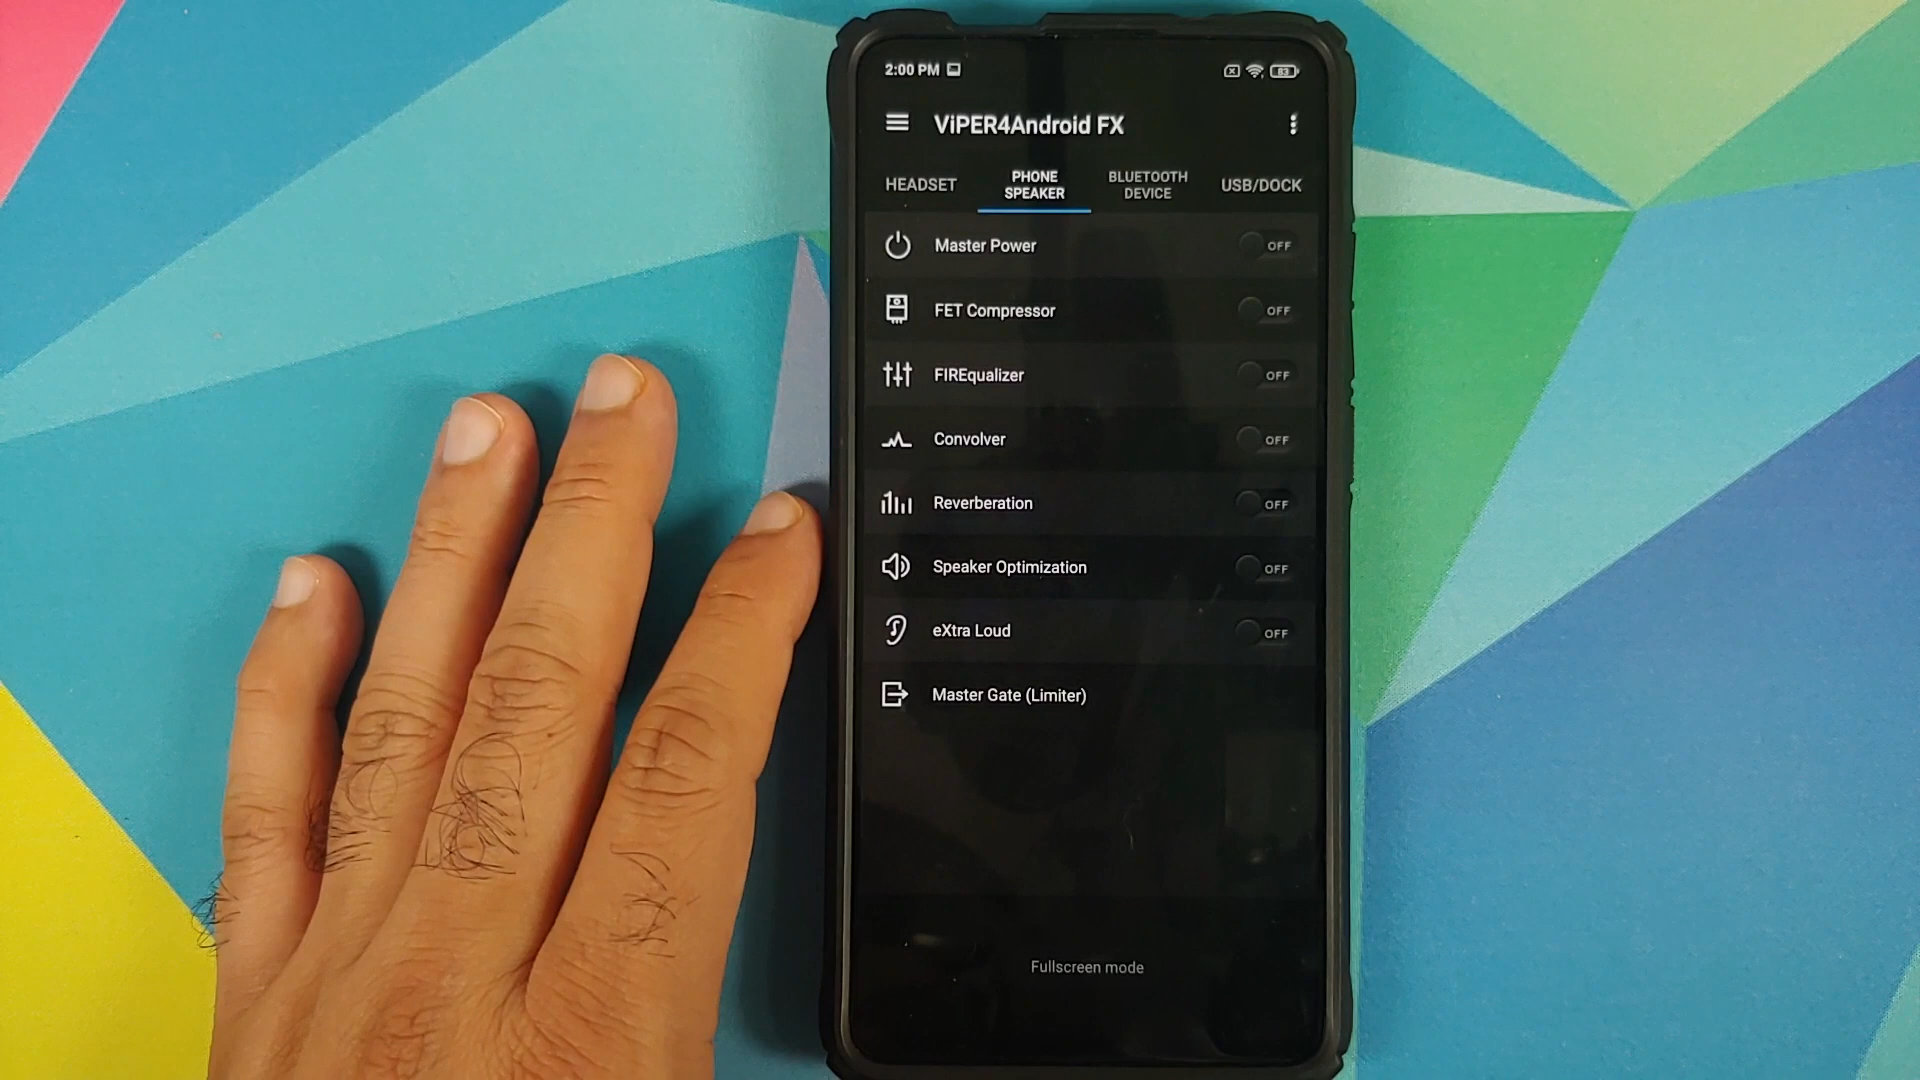 2:00 PM
83
ViPER4Android FX
HEADSET
PHONE
SPEAKER
BLUETOOTH
DEVICE
USB/DOCK
Master Power OFF
FET Compressor OFF
FIREqualizer OFF
Convolver OFF
Reverberation OFF
Speaker Optimization OFF
eXtra Loud OFF
Master Gate (Limiter)
Fullscreen mode